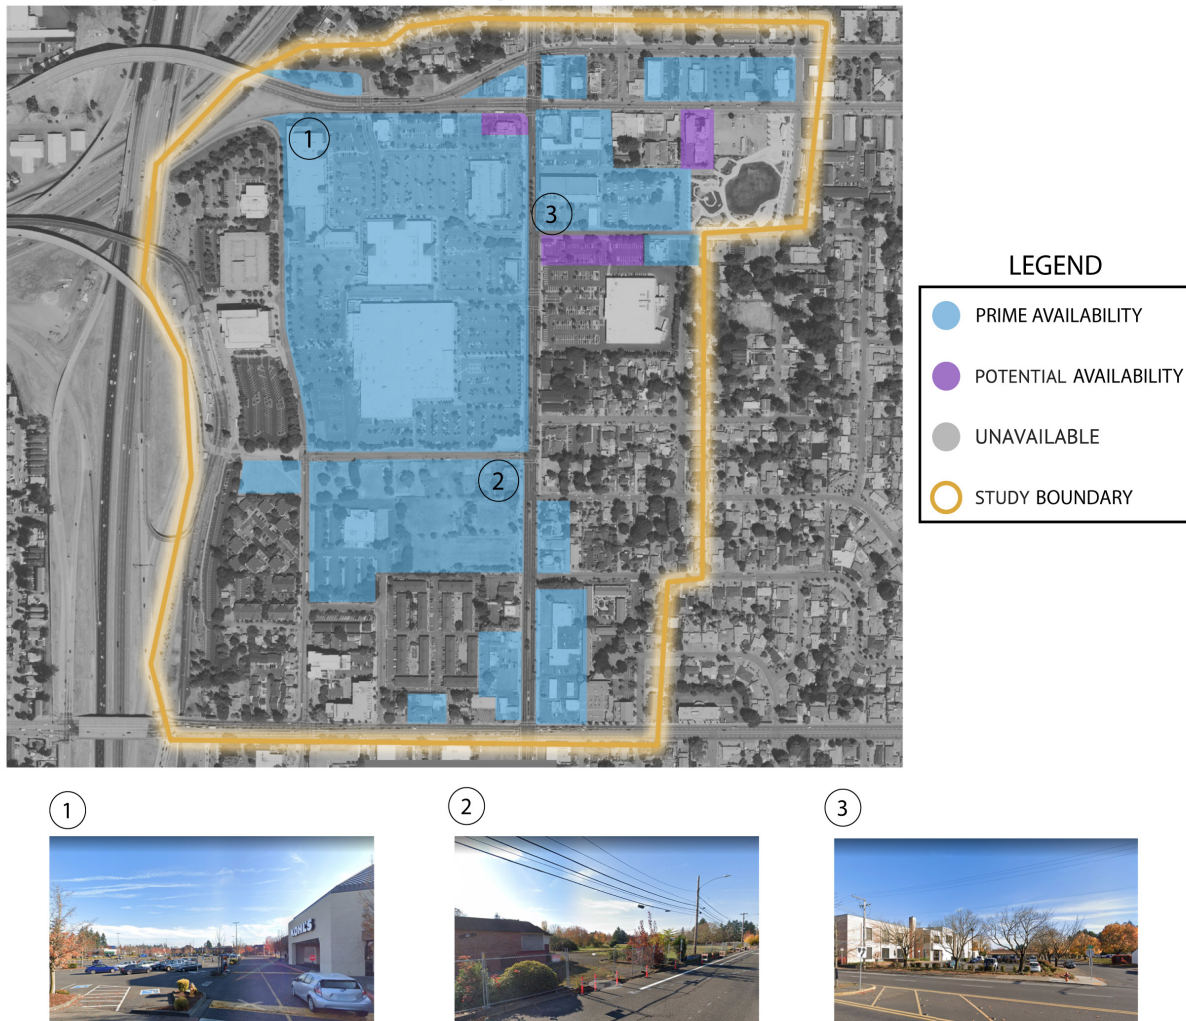 1
3
2
LEGEND
PRIME AVAILABILITY
POTENTIAL AVAILABILITY
UNAVAILABLE
STUDY BOUNDARY
1
2
3
KOHL'S